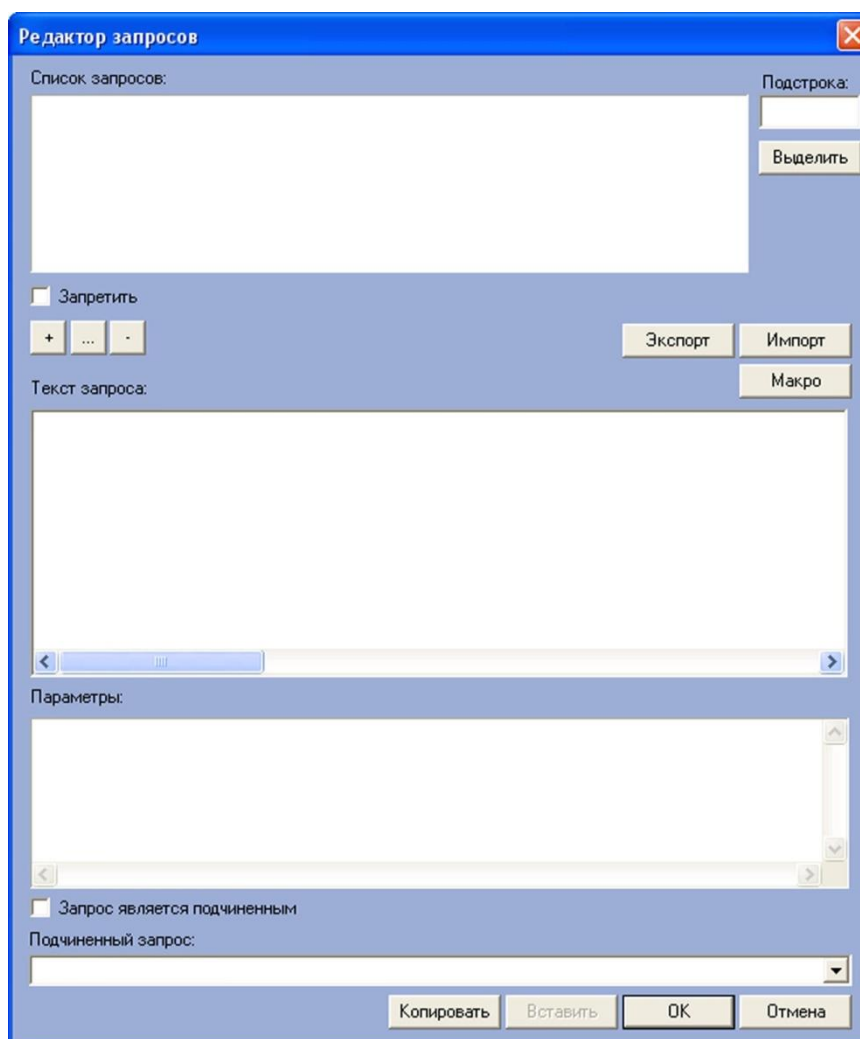 Редактор запросов
Список запросов:
Подстрока:
Выделить
Запретить
+ ... -
Экспорт Импорт
Макро
Текст запроса:
Параметры:
Запрос является подчиненным
Подчиненный запрос:
Копировать Вставить OK Отмена